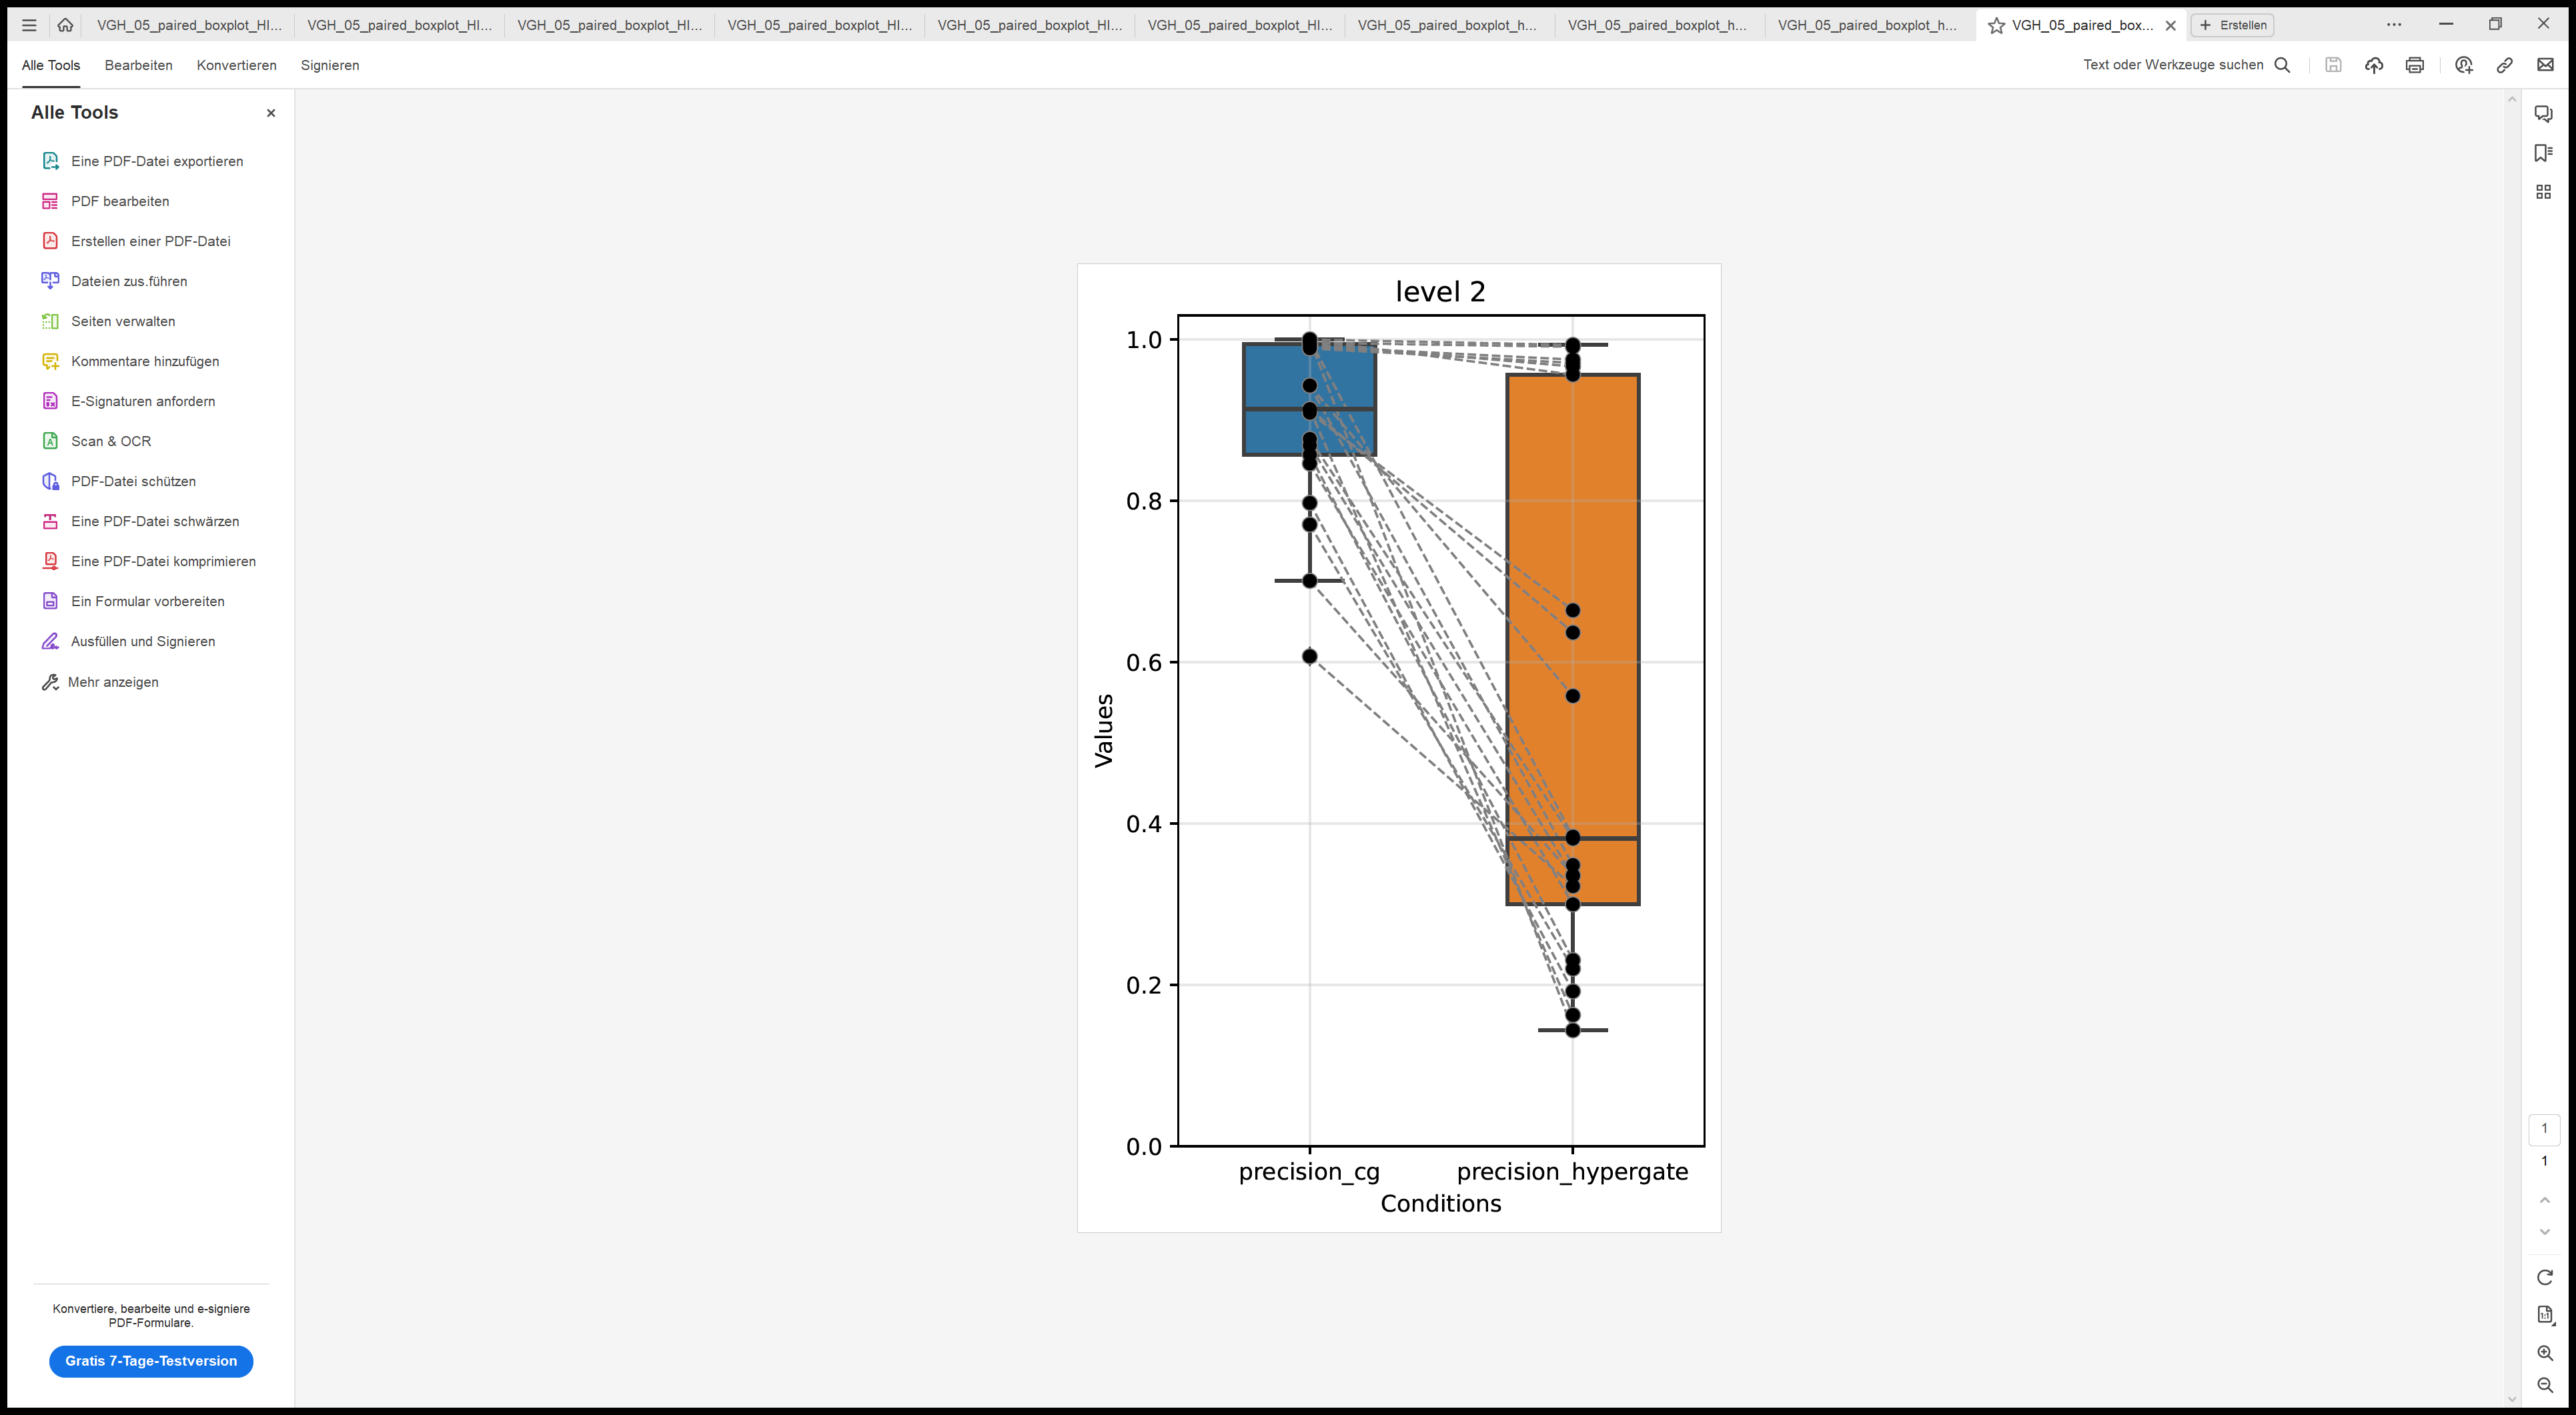 VGH_05_paired_boxplot_HI...
VGH_05_paired_boxplot_HI...
VGH_05_paired_boxplot_HI...
VGH_05_paired_boxplot_HI...
VGH_05_paired_boxplot_HI...
VGH_05_paired_boxplot_HI...
VGH_05_paired_boxplot_h...
VGH_05_paired_boxplot_h...
VGH_05_paired_boxplot_h...
VGH_05_paired_box...
Erstellen
Alle Tools
Bearbeiten
Konvertieren
Signieren
Text oder Werkzeuge suchen
Alle Tools
Eine PDF-Datei exportieren
PDF bearbeiten
Erstellen einer PDF-Datei
Dateien zus.führen
Seiten verwalten
Kommentare hinzufügen
E-Signaturen anfordern
Scan & OCR
PDF-Datei schützen
Eine PDF-Datei schwärzen
Eine PDF-Datei komprimieren
Ein Formular vorbereiten
Ausfüllen und Signieren
Mehr anzeigen
Konvertiere, bearbeite und e-signiere
PDF-Formulare.
Gratis 7-Tage-Testversion
level 2
1.0
0.8
0.6
0.4
0.2
0.0
Values
precision_cg
precision_hypergate
Conditions
1
1
1:1